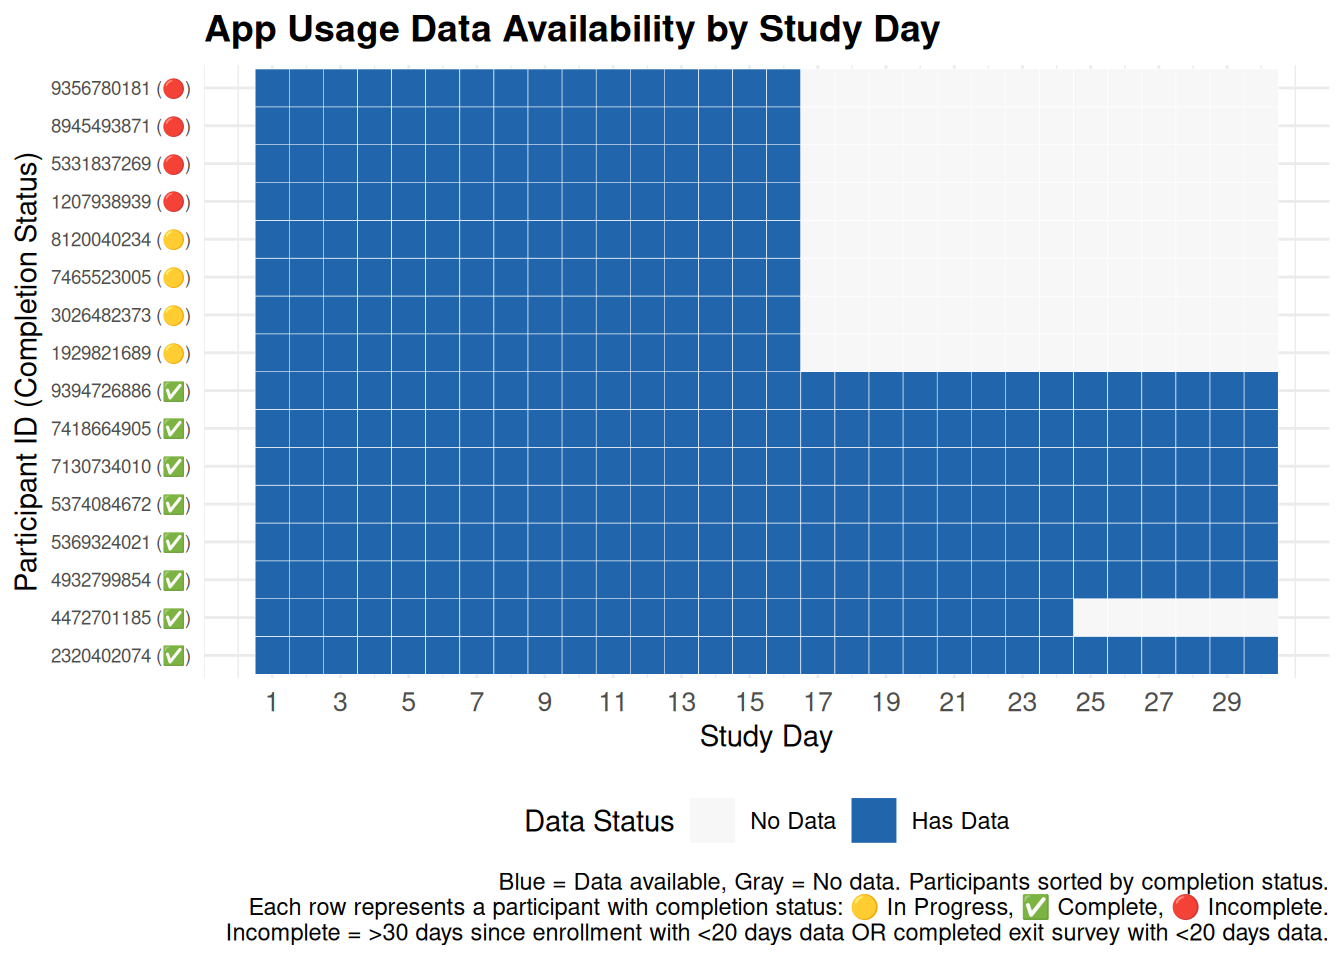 App Usage Data Availability by Study Day
Participant ID (Completion Status)
9356780181 (🔴)
8945493871 (🔴)
5331837269 (🔴)
1207938939 (🔴)
8120040234 (🟡)
7465523005 (🟡)
3026482373 (🟡)
1929821689 (🟡)
9394726886 (✅)
7418664905 (✅)
7130734010 (✅)
5374084672 (✅)
5369324021 (✅)
4932799854 (✅)
4472701185 (✅)
2320402074 (✅)
1 3 5 7 9 11 13 15 17 19 21 23 25 27 29
Study Day
Data Status No Data Has Data
Blue = Data available, Gray = No data. Participants sorted by completion status.
Each row represents a participant with completion status: 🟡 In Progress, ✅ Complete, 🔴 Incomplete.
Incomplete = >30 days since enrollment with <20 days data OR completed exit survey with <20 days data.